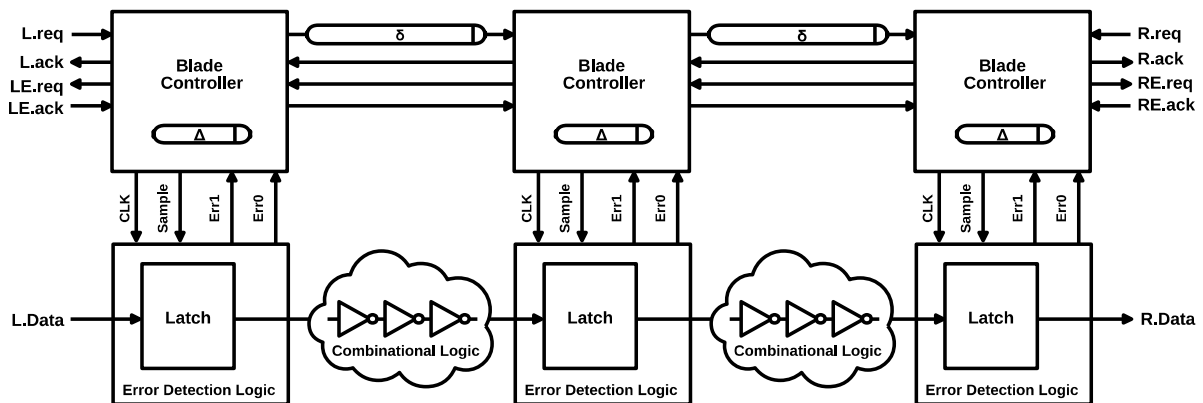 L.req
L.ack
LE.req
LE.ack
Blade
Controller
Δ
δ
Blade
Controller
Δ
δ
Blade
Controller
Δ
R.req
R.ack
RE.req
RE.ack
CLK
Sample
Err1
Err0
CLK
Sample
Err1
Err0
CLK
Sample
Err1
Err0
L.Data
Latch
Error Detection Logic
Combinational Logic
Latch
Error Detection Logic
Combinational Logic
Latch
Error Detection Logic
R.Data